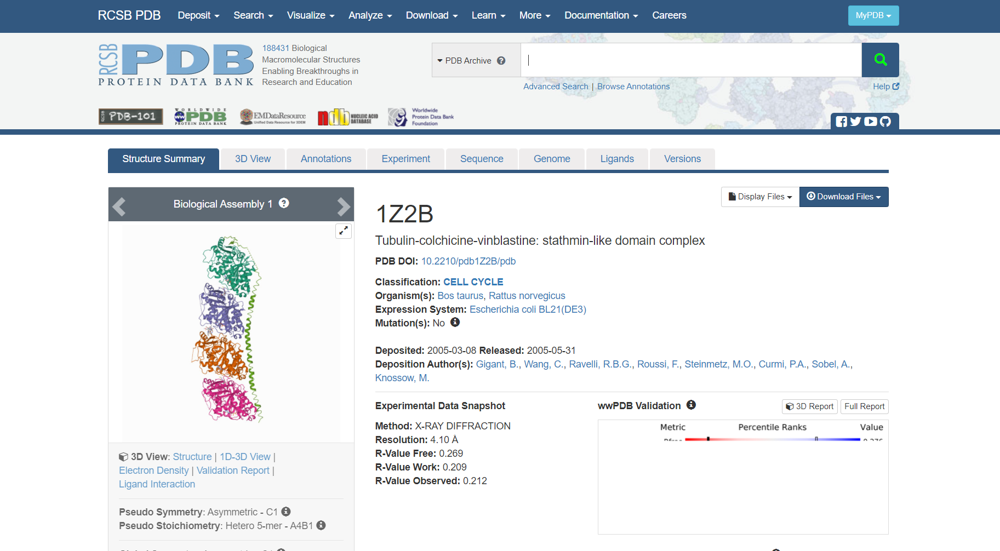 RCSB PDB Deposit Search Visualize Analyze Download Learn More Documentation Careers MyPDB
RCSB PDB
PROTEIN DATA BANK
188431 Biological
Macromolecular Structures
Enabling Breakthroughs in
Research and Education
PDB Archive
Advanced Search | Browse Annotations
Help
RCSB PDB-101
WORLDWIDE
PDB
PROTEIN DATA BANK
EMDataResource
Unified Data Resource for 3DEM
ndb NUCLEIC ACID
DATABASE
Worldwide
Protein Data Bank
Foundation
Structure Summary 3D View Annotations Experiment Sequence Genome Ligands Versions
Biological Assembly 1
Display Files Download Files
1Z2B
Tubulin-colchicine-vinblastine: stathmin-like domain complex
PDB DOI: 10.2210/pdb1Z2B/pdb
Classification: CELL CYCLE
Organism(s): Bos taurus, Rattus norvegicus
Expression System: Escherichia coli BL21(DE3)
Mutation(s): No
Deposited: 2005-03-08 Released: 2005-05-31
Deposition Author(s): Gigant, B., Wang, C., Ravelli, R.B.G., Roussi, F., Steinmetz, M.O., Curmi, P.A., Sobel, A.,
Knossow, M.
Experimental Data Snapshot
Method: X-RAY DIFFRACTION
Resolution: 4.10 Å
R-Value Free: 0.269
R-Value Work: 0.209
R-Value Observed: 0.212
wwPDB Validation
3D Report Full Report
Metric Percentile Ranks Value
3D View: Structure | 1D-3D View |
Electron Density | Validation Report |
Ligand Interaction
Pseudo Symmetry: Asymmetric - C1
Pseudo Stoichiometry: Hetero 5-mer - A4B1